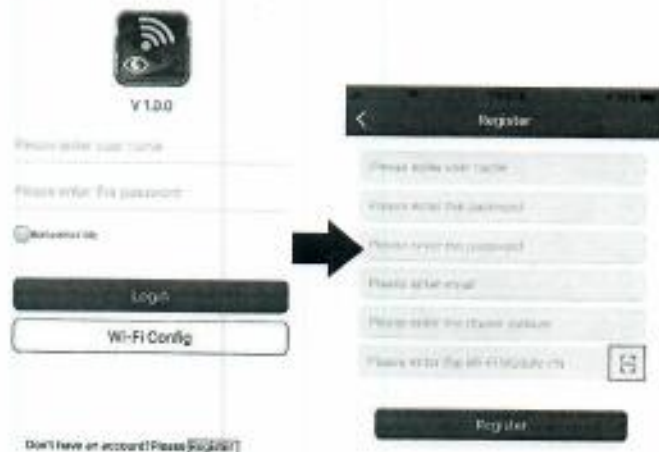 V 1.0.0
Please enter user name
Please enter the password
Login
Wi-Fi Config
Don't have an account? Please Register!
Register
Please enter user name
Please enter the password
Please enter the password
Please enter email
Please enter the
Please enter the Wi-Fi Module
Register